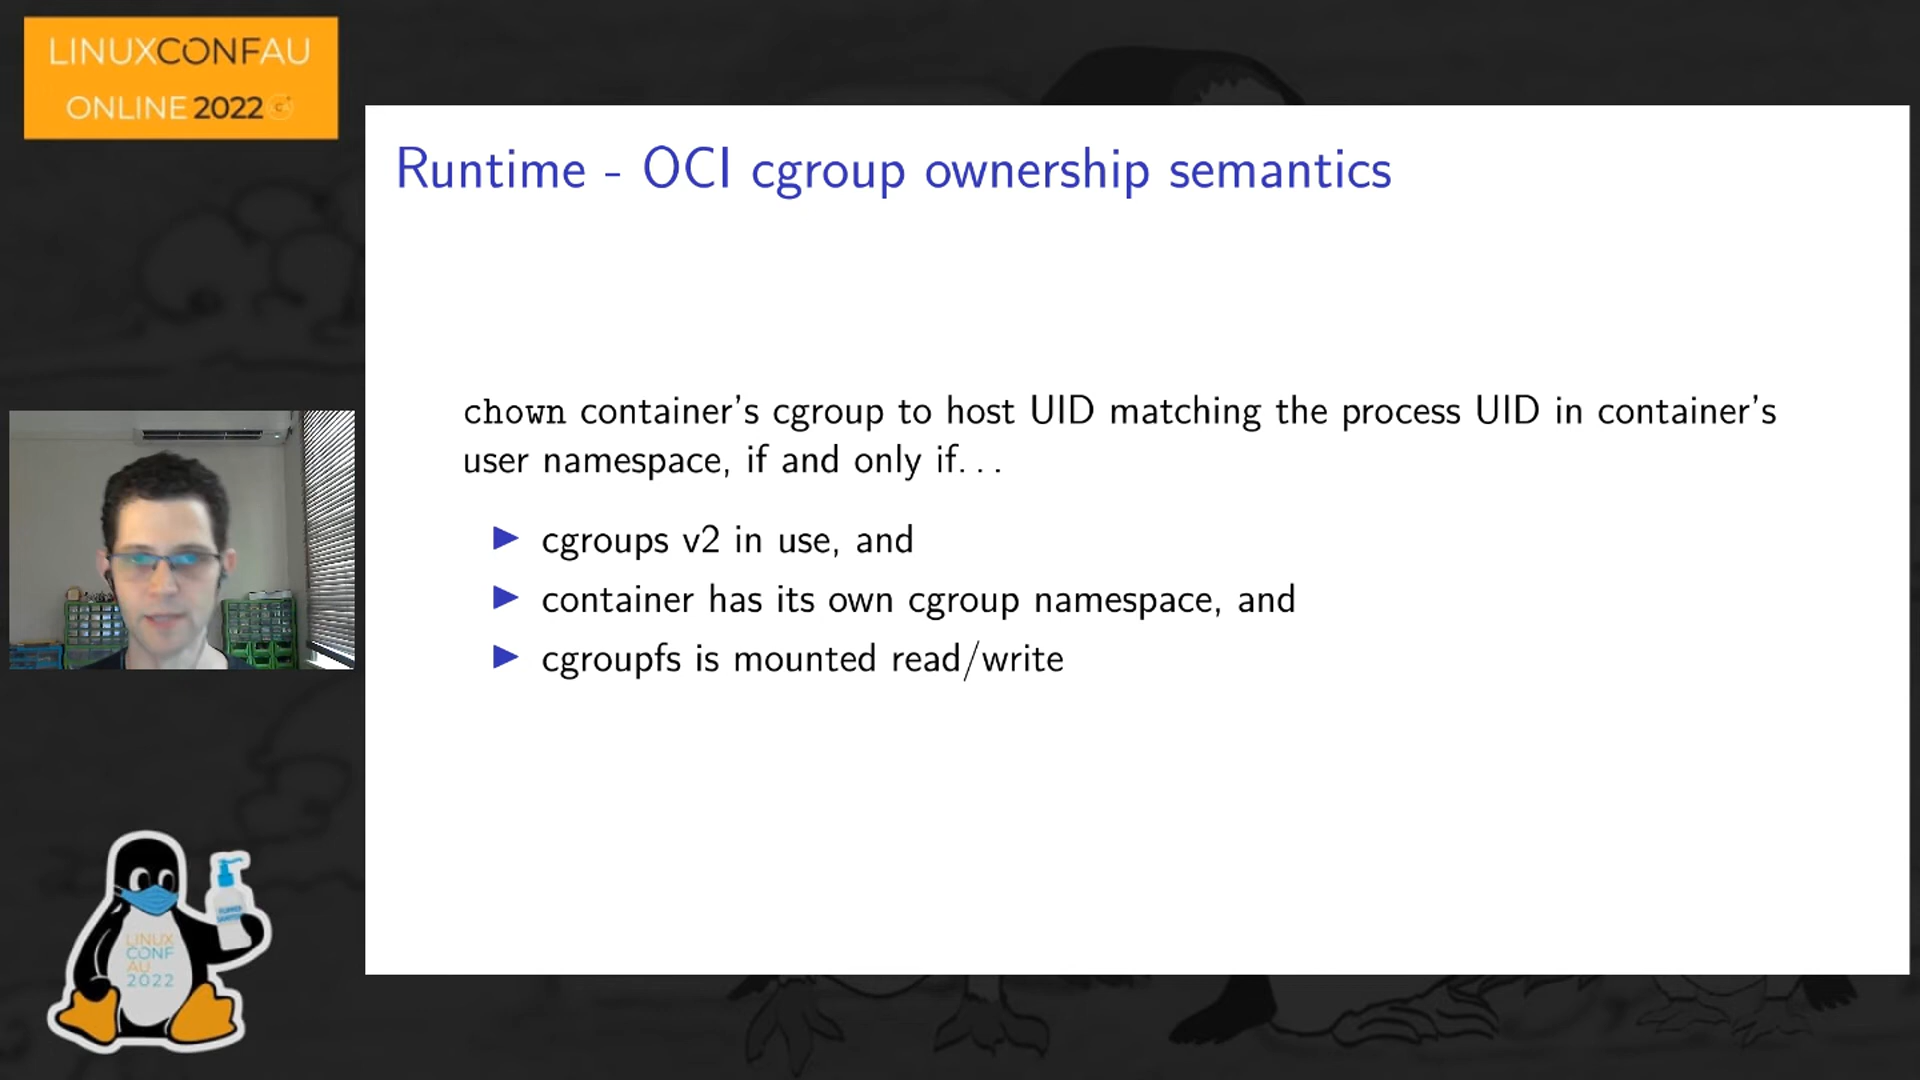 LINUXCONFAU
ONLINE 2022
Runtime - OCI cgroup ownership semantics
chown container's cgroup to host UID matching the process UID in container's
user namespace, if and only if...
▶ cgroups v2 in use, and
▶ container has its own cgroup namespace, and
▶ cgroupfs is mounted read/write
LINUX
CONF
AU
2022